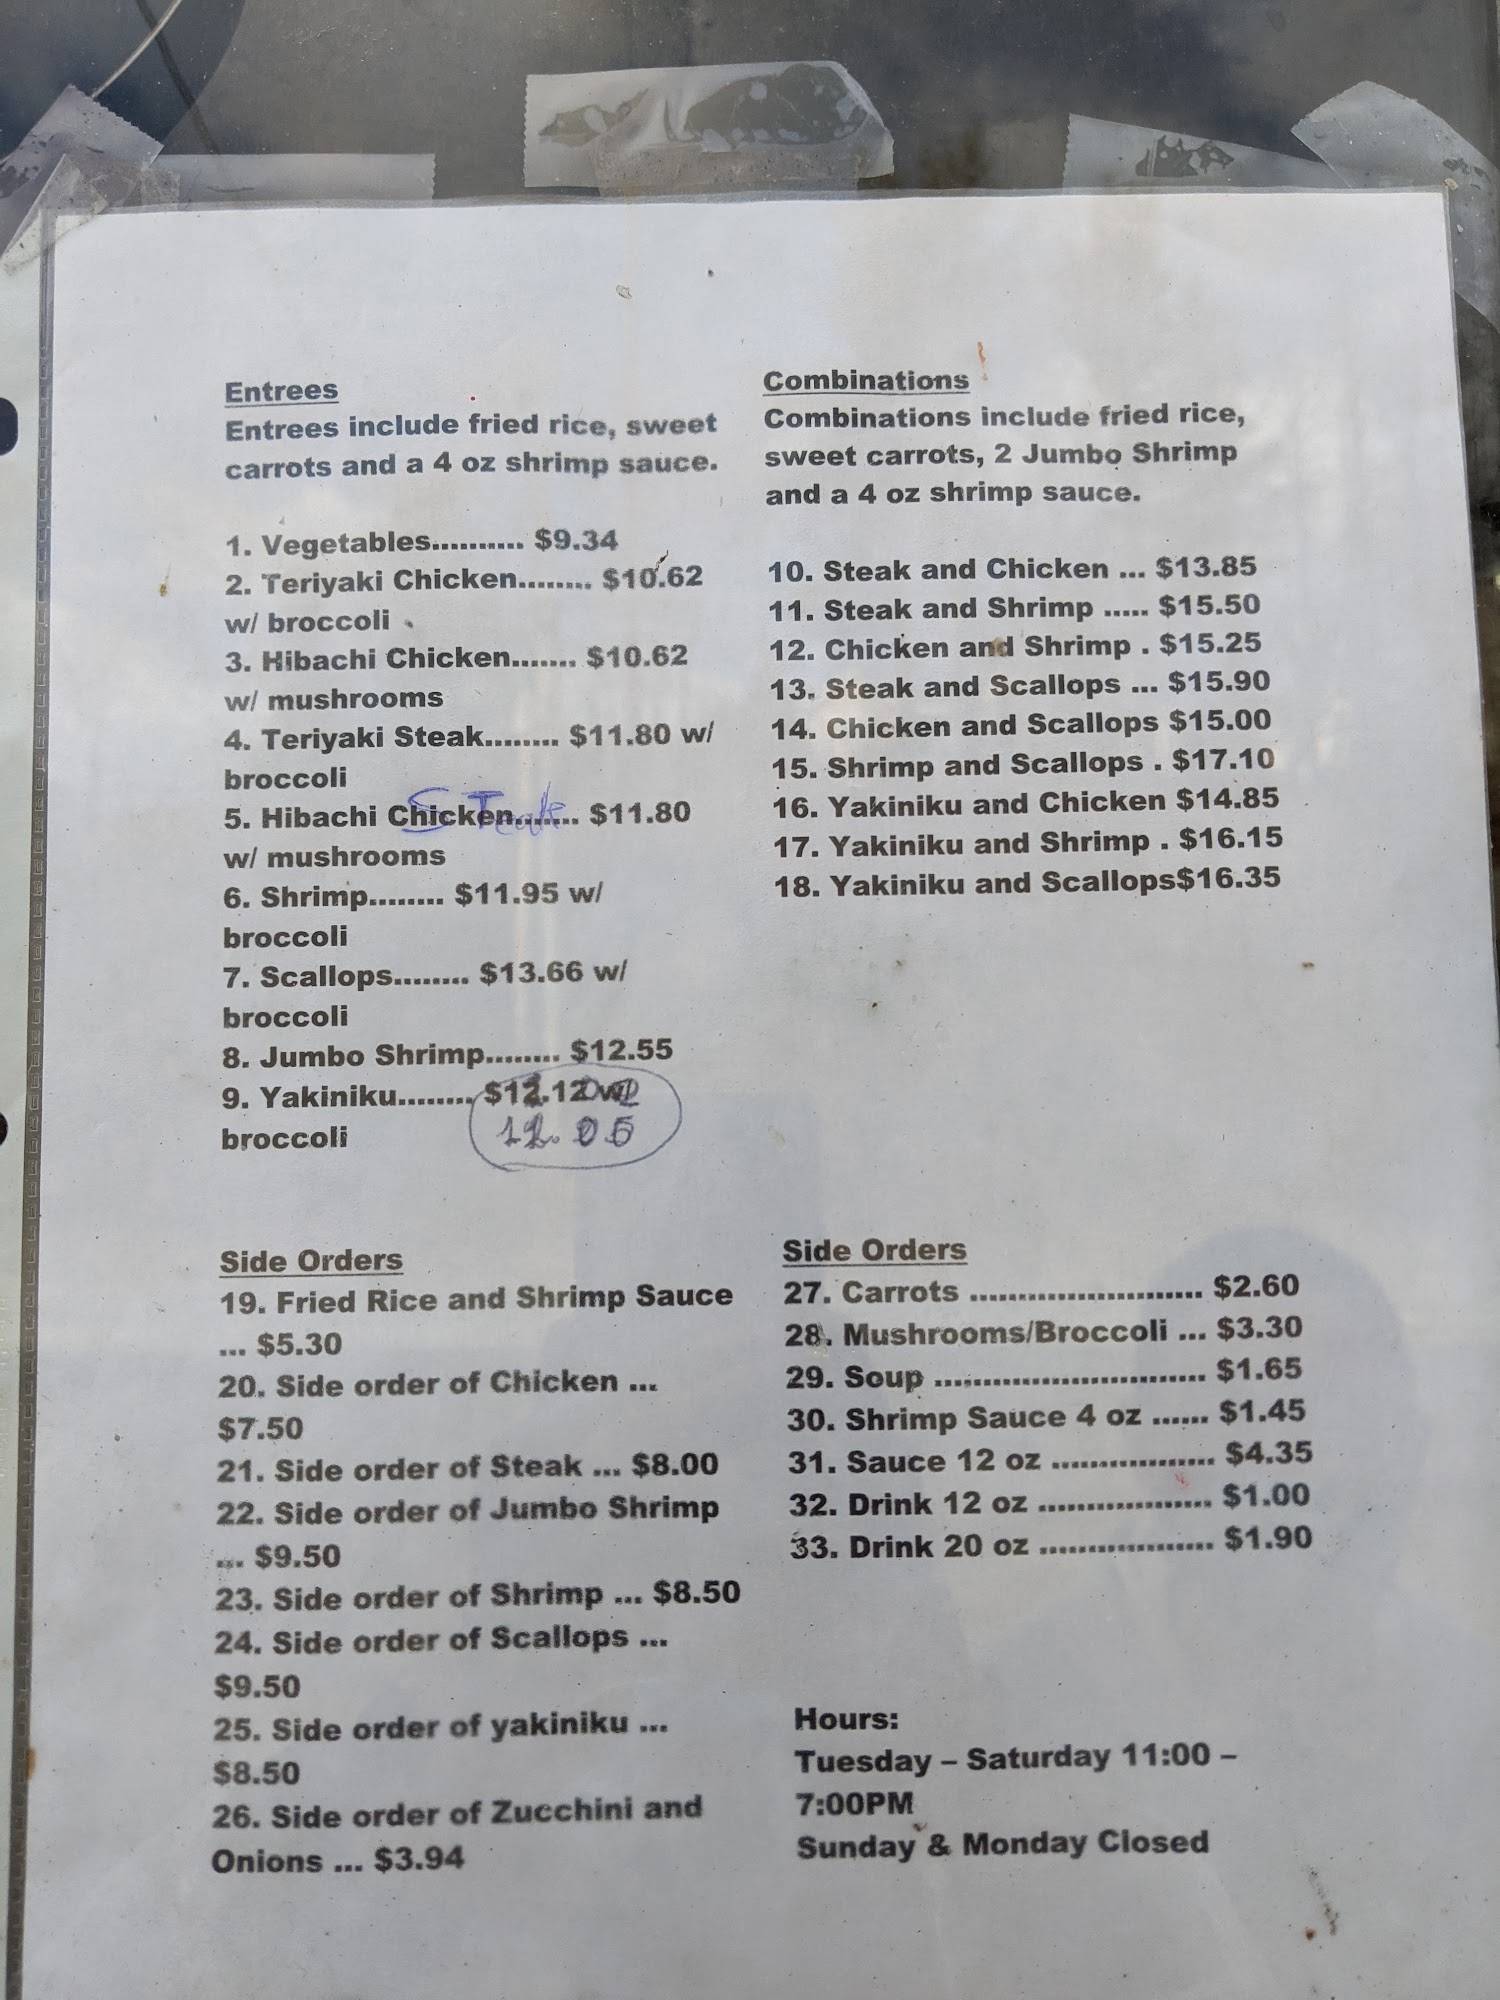 Entrees
Entrees include fried rice, sweet
carrots and a 4 oz shrimp sauce.
1. Vegetables.......... $9.34
2. Teriyaki Chicken........ $10.62
w/ broccoli
3. Hibachi Chicken....... $10.62
w/ mushrooms
4. Teriyaki Steak........ $11.80 w/
broccoli
5. Hibachi Chicken....... $11.80
STeak
w/ mushrooms
6. Shrimp........ $11.95 w/
broccoli
7. Scallops........ $13.66 w/
broccoli
8. Jumbo Shrimp........ $12.55
9. Yakiniku........ $12.12 w/
12.05
broccoli
Combinations
Combinations include fried rice,
sweet carrots, 2 Jumbo Shrimp
and a 4 oz shrimp sauce.
10. Steak and Chicken ... $13.85
11. Steak and Shrimp ..... $15.50
12. Chicken and Shrimp . $15.25
13. Steak and Scallops ... $15.90
14. Chicken and Scallops $15.00
15. Shrimp and Scallops . $17.10
16. Yakiniku and Chicken $14.85
17. Yakiniku and Shrimp . $16.15
18. Yakiniku and Scallops$16.35
Side Orders
19. Fried Rice and Shrimp Sauce
... $5.30
20. Side order of Chicken ...
$7.50
21. Side order of Steak ... $8.00
22. Side order of Jumbo Shrimp
... $9.50
23. Side order of Shrimp ... $8.50
24. Side order of Scallops ...
$9.50
25. Side order of yakiniku ...
$8.50
26. Side order of Zucchini and
Onions ... $3.94
Side Orders
27. Carrots ........................ $2.60
28. Mushrooms/Broccoli ... $3.30
29. Soup ............................ $1.65
30. Shrimp Sauce 4 oz ...... $1.45
31. Sauce 12 oz ................. $4.35
32. Drink 12 oz .................. $1.00
33. Drink 20 oz .................. $1.90
Hours:
Tuesday – Saturday 11:00 –
7:00PM
Sunday & Monday Closed